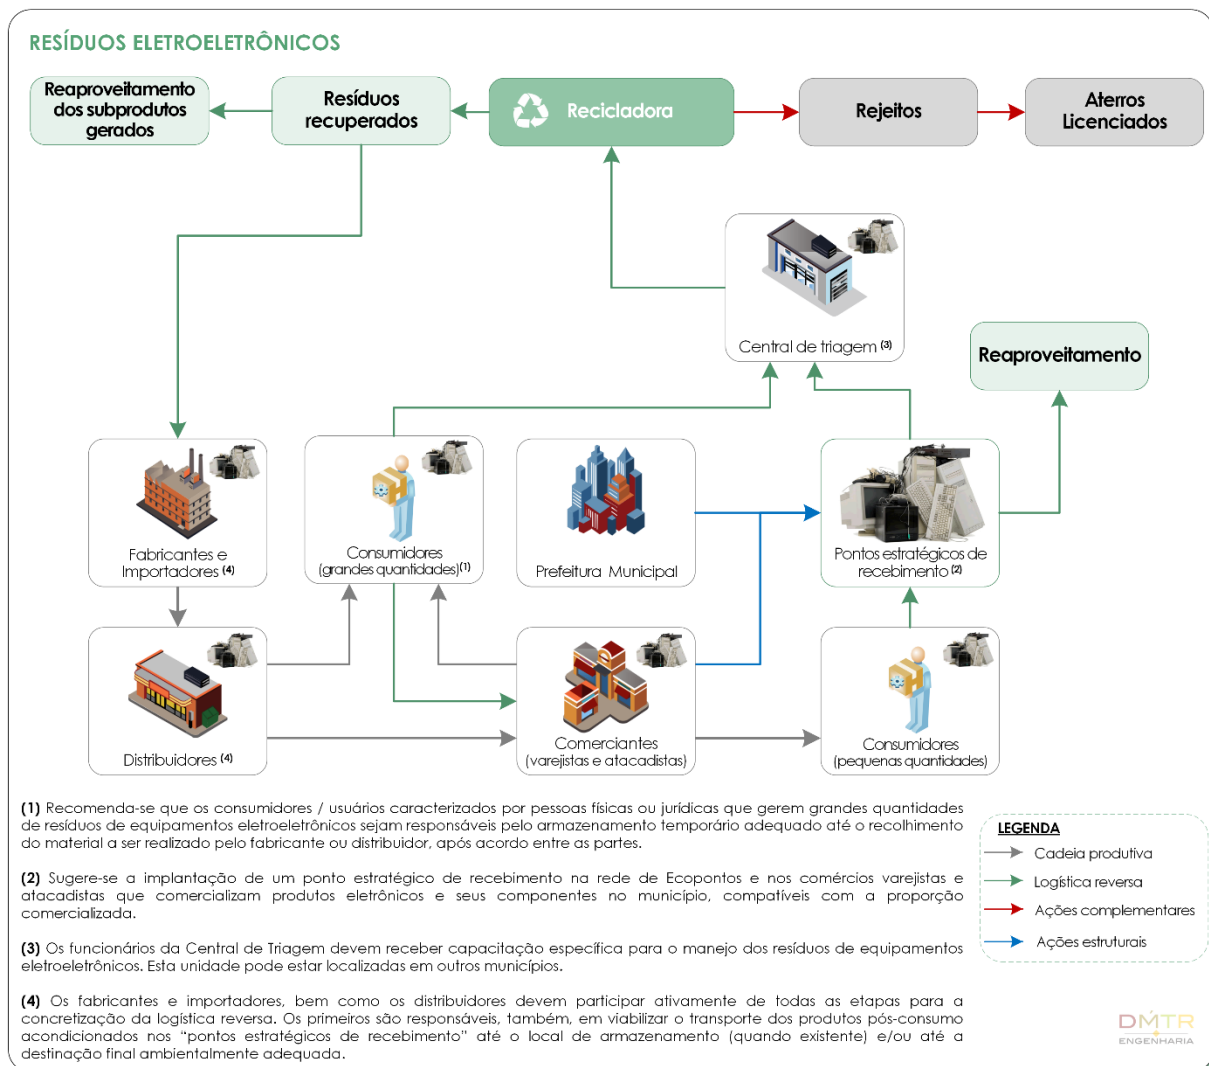 RESÍDUOS ELETROELETRÔNICOS
Reaproveitamento
dos subprodutos
gerados
Resíduos
recuperados
Recicladora
Rejeitos
Aterros
Licenciados
Central de triagem (3)
Reaproveitamento
Fabricantes e
Importadores (4)
Consumidores
(grandes quantidades)(1)
Prefeitura Municipal
Pontos estratégicos de
recebimento (2)
Distribuidores (4)
Comerciantes
(varejistas e atacadistas)
Consumidores
(pequenas quantidades)
(1) Recomenda-se que os consumidores / usuários caracterizados por pessoas físicas ou jurídicas que gerem grandes quantidades
de resíduos de equipamentos eletroeletrônicos sejam responsáveis pelo armazenamento temporário adequado até o recolhimento
do material a ser realizado pelo fabricante ou distribuidor, após acordo entre as partes.
(2) Sugere-se a implantação de um ponto estratégico de recebimento na rede de Ecopontos e nos comércios varejistas e
atacadistas que comercializam produtos eletrônicos e seus componentes no município, compatíveis com a proporção
comercializada.
(3) Os funcionários da Central de Triagem devem receber capacitação específica para o manejo dos resíduos de equipamentos
eletroeletrônicos. Esta unidade pode estar localizadas em outros municípios.
(4) Os fabricantes e importadores, bem como os distribuidores devem participar ativamente de todas as etapas para a
concretização da logística reversa. Os primeiros são responsáveis, também, em viabilizar o transporte dos produtos pós-consumo
acondicionados nos “pontos estratégicos de recebimento” até o local de armazenamento (quando existente) e/ou até a
destinação final ambientalmente adequada.
LEGENDA
Cadeia produtiva
Logística reversa
Ações complementares
Ações estruturais
DMTR
ENGENHARIA